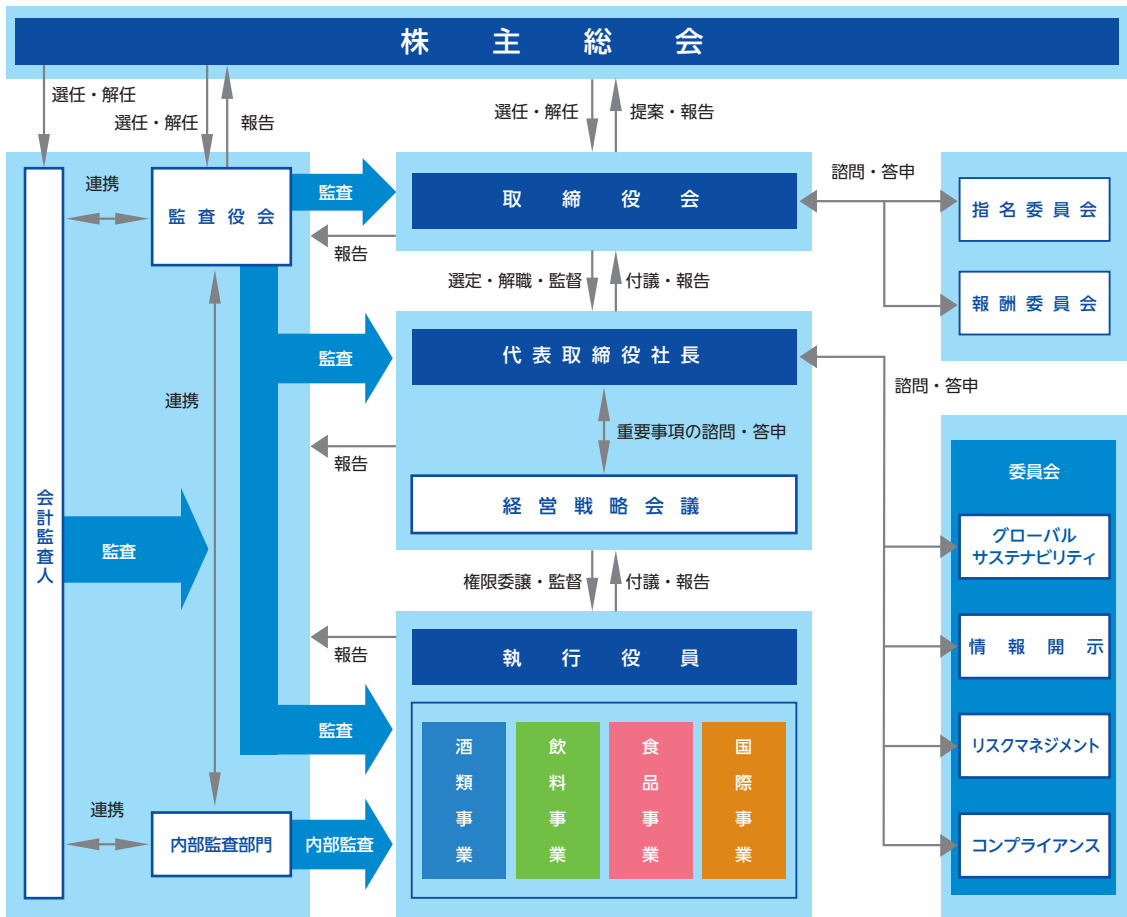 株主総会
選任・解任
選任・解任
報告
選任・解任
提案・報告
連携
監査役会
監査
取締役会
諮問・答申
指名委員会
報告
選定・解職・監督
付議・報告
報酬委員会
監査
代表取締役社長
諮問・答申
連携
重要事項の諮問・答申
報告
経営戦略会議
委員会
会計監査人
監査
グローバル
サステナビリティ
権限委譲・監督
付議・報告
報告
執行役員
情報開示
監査
酒類事業
飲料事業
食品事業
国際事業
リスクマネジメント
連携
内部監査部門
内部監査
コンプライアンス